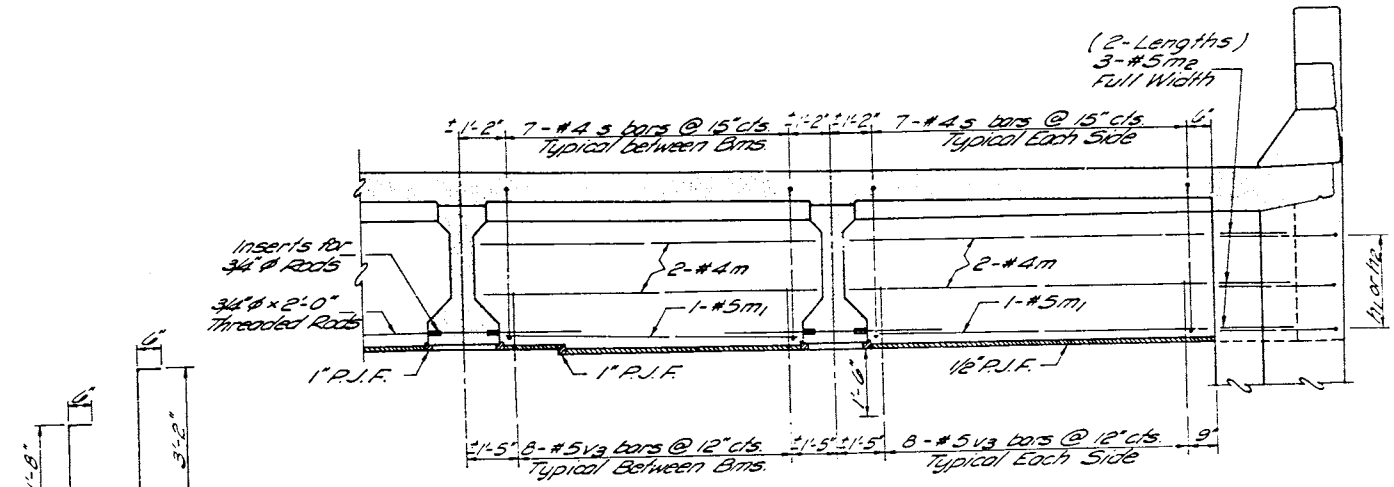 (2-Lengths)
3-#5m2
Full Width
±1'-2" 7-#4 s bars @ 15"cts. ±1'-2" ±1'-2" 7-#4 s bars @ 15"cts. 6"
Typical between Bms. Typical Each Side
Inserts for
3/4" φ Rods
2-#4m 2-#4m
3/4" φ x 2'-0"
Threaded Rods
1-#5m1 1-#5m1
h1 or h2
6"
1" P.J.F. 1" P.J.F. 1/2" P.J.F.
1'-6"
6"
3'-2"
1'-8"
±1'-5" 8-#5v3 bars @ 12"cts. ±1'-5" ±1'-5" 8-#5v3 bars @ 12"cts. 9"
Typical Between Bms. Typical Each Side